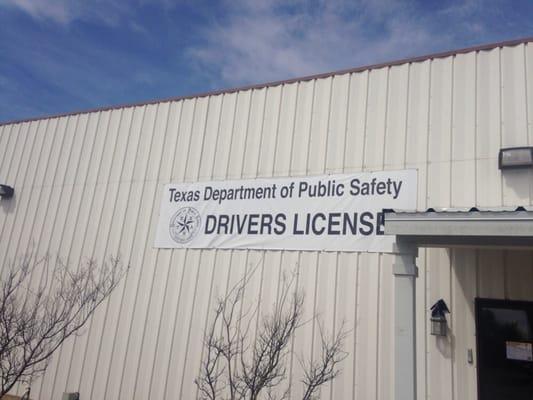 Texas Department of Public Safety
DRIVERS LICENSE